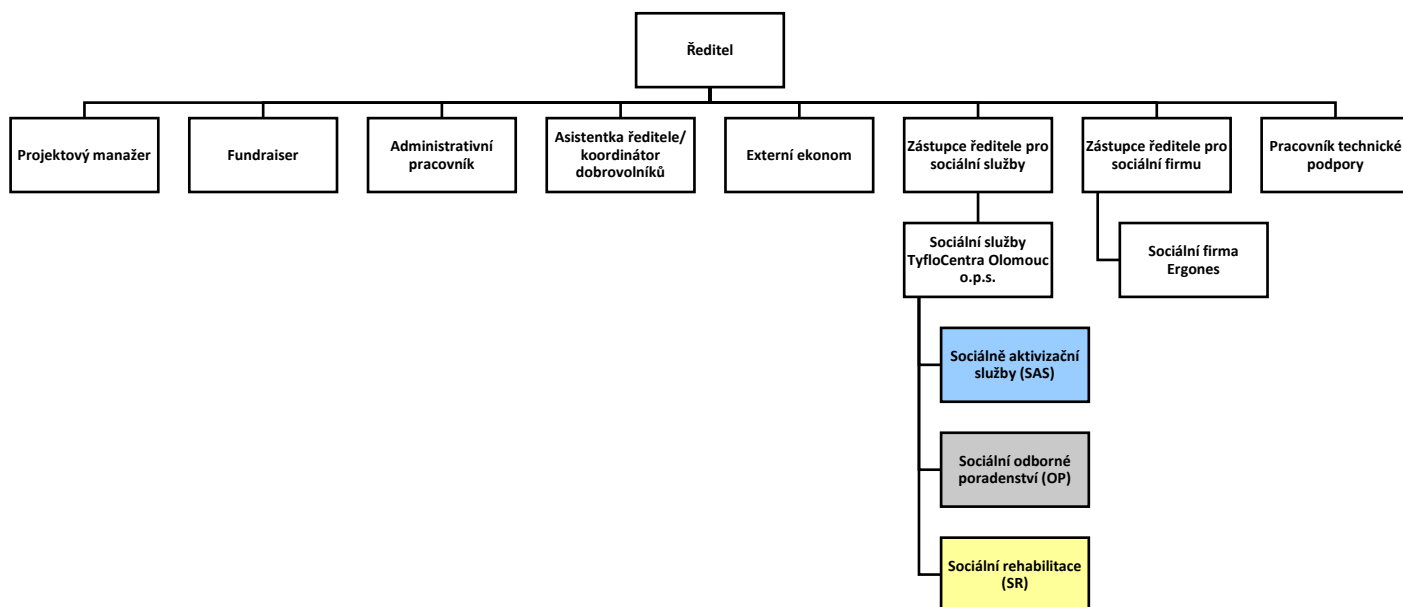 Ředitel
Projektový manažer
Fundraiser
Administrativní
pracovník
Asistentka ředitele/
koordinátor
dobrovolníků
Externí ekonom
Zástupce ředitele pro
sociální služby
Zástupce ředitele pro
sociální firmu
Pracovník technické
podpory
Sociální služby
TyfloCentra Olomouc
o.p.s.
Sociální firma
Ergones
Sociálně aktivizační
služby (SAS)
Sociální odborné
poradenství (OP)
Sociální rehabilitace
(SR)